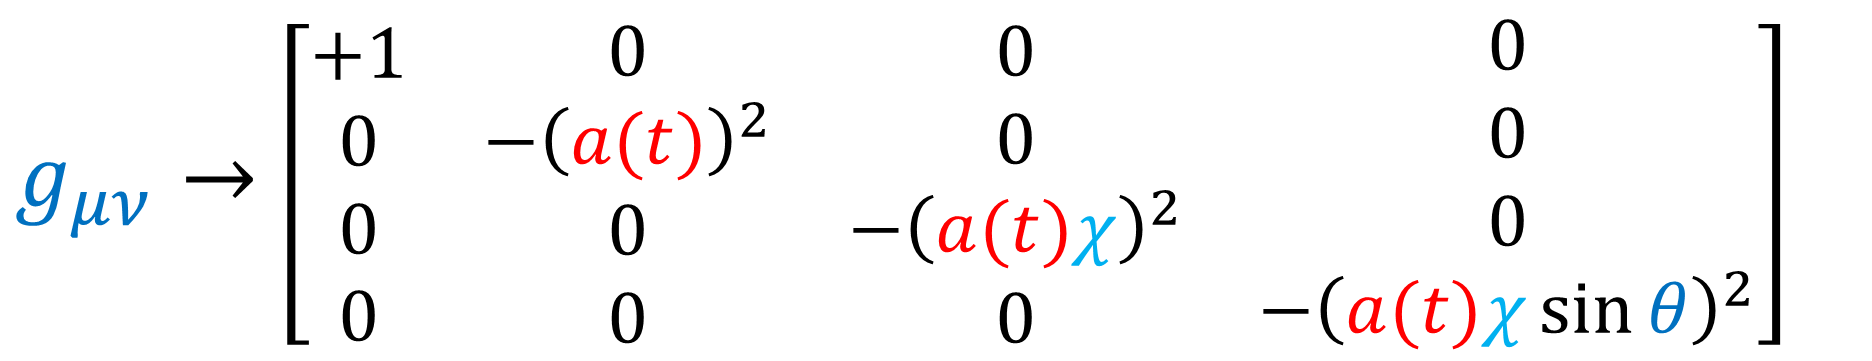 +1 0 0 0
0 −(a(t))² 0 0
g_μν → 0 0 −(a(t)χ)² 0
0 0 0 −(a(t)χ sin θ)²